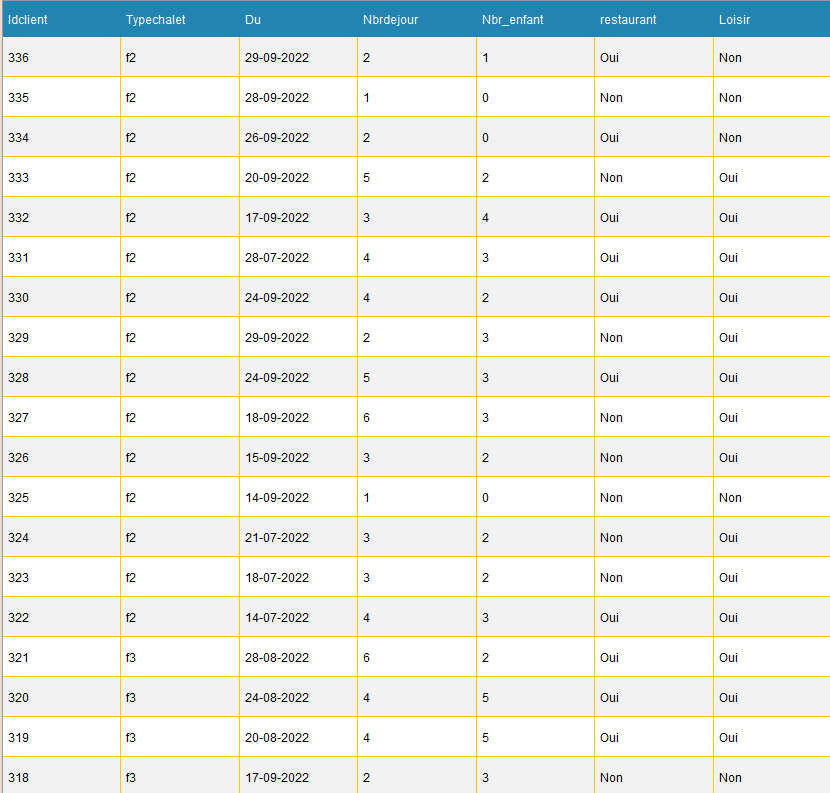 Idclient Typechalet Du Nbrdejour Nbr_enfant restaurant Loisir
336 f2 29-09-2022 2 1 Oui Non
335 f2 28-09-2022 1 0 Non Non
334 f2 26-09-2022 2 0 Oui Non
333 f2 20-09-2022 5 2 Non Oui
332 f2 17-09-2022 3 4 Oui Oui
331 f2 28-07-2022 4 3 Oui Oui
330 f2 24-09-2022 4 2 Oui Oui
329 f2 29-09-2022 2 3 Non Oui
328 f2 24-09-2022 5 3 Oui Oui
327 f2 18-09-2022 6 3 Non Oui
326 f2 15-09-2022 3 2 Non Oui
325 f2 14-09-2022 1 0 Non Non
324 f2 21-07-2022 3 2 Non Oui
323 f2 18-07-2022 3 2 Non Oui
322 f2 14-07-2022 4 3 Oui Oui
321 f3 28-08-2022 6 2 Oui Oui
320 f3 24-08-2022 4 5 Oui Oui
319 f3 20-08-2022 4 5 Oui Oui
318 f3 17-09-2022 2 3 Non Non